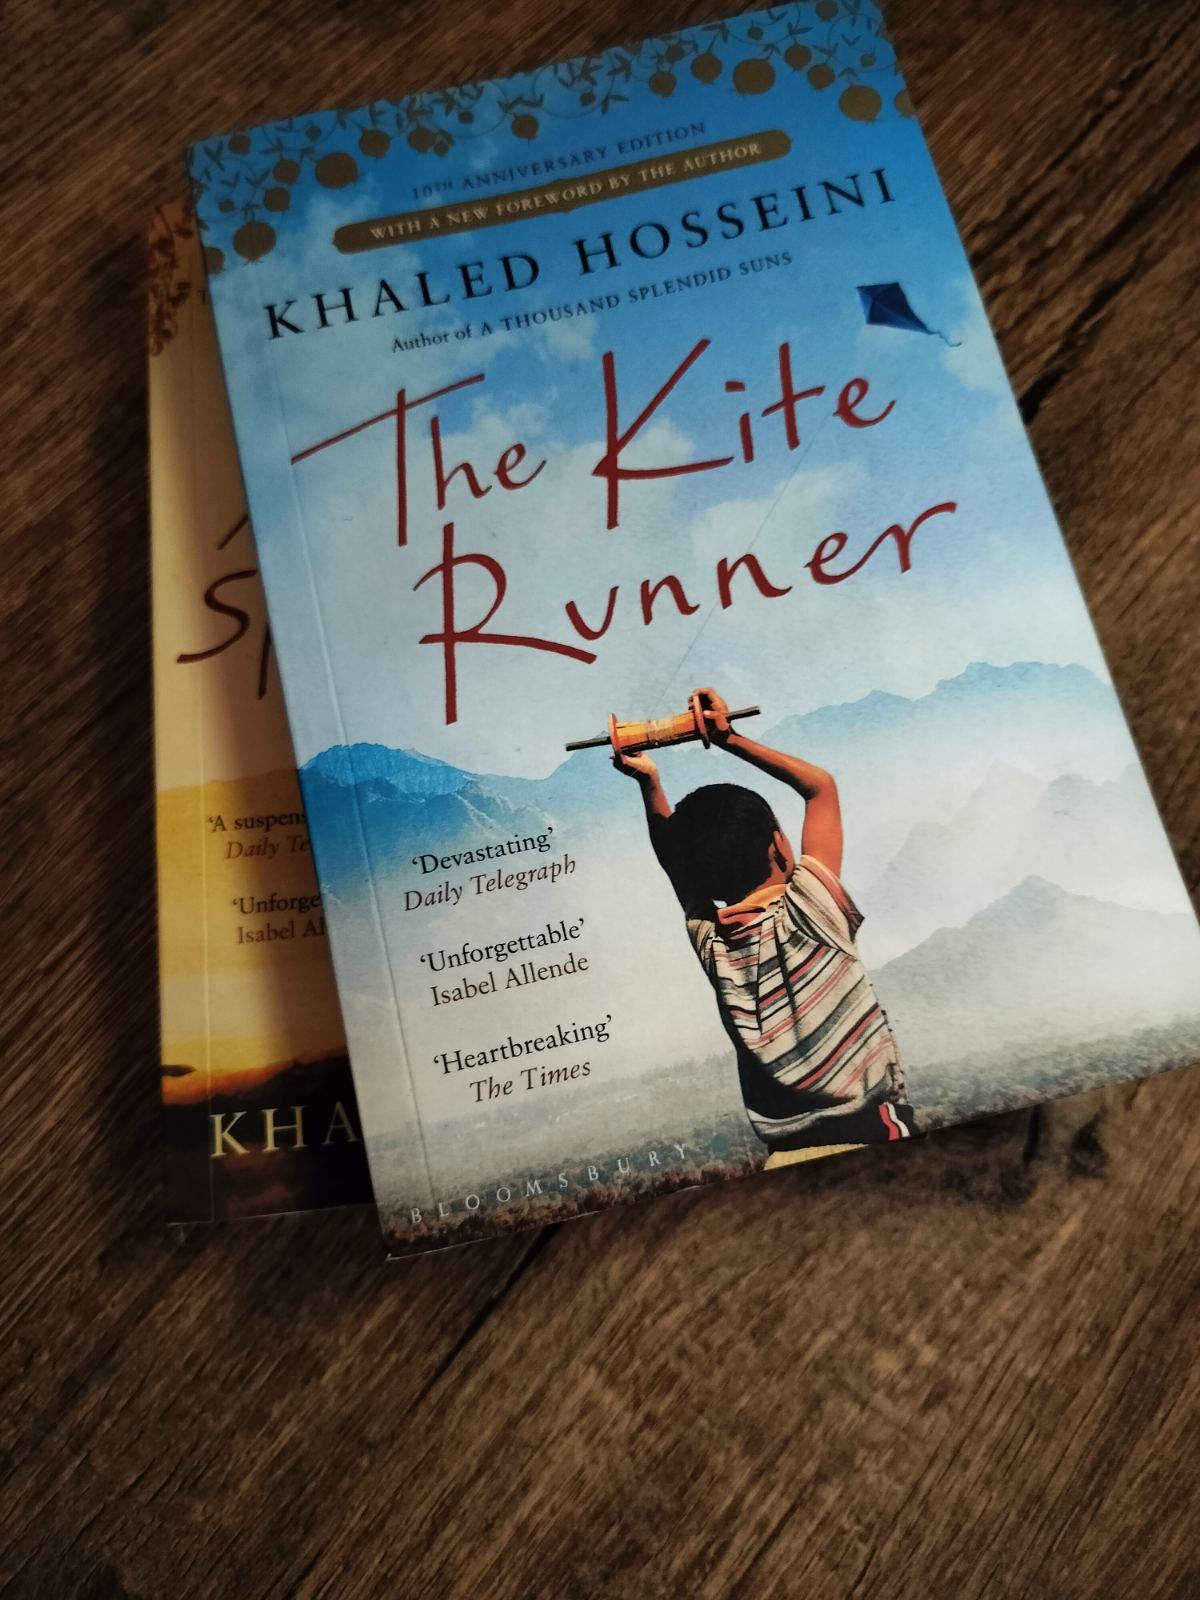 10TH ANNIVERSARY EDITION
WITH A NEW FOREWORD BY THE AUTHOR
KHALED HOSSEINI
Author of A THOUSAND SPLENDID SUNS
The Kite
Runner
'Devastating'
Daily Telegraph
'Unforgettable'
Isabel Allende
'Heartbreaking'
The Times
BLOOMSBURY
T
Sp
'A suspens
Daily Te
'Unforge
Isabel Al
KHA